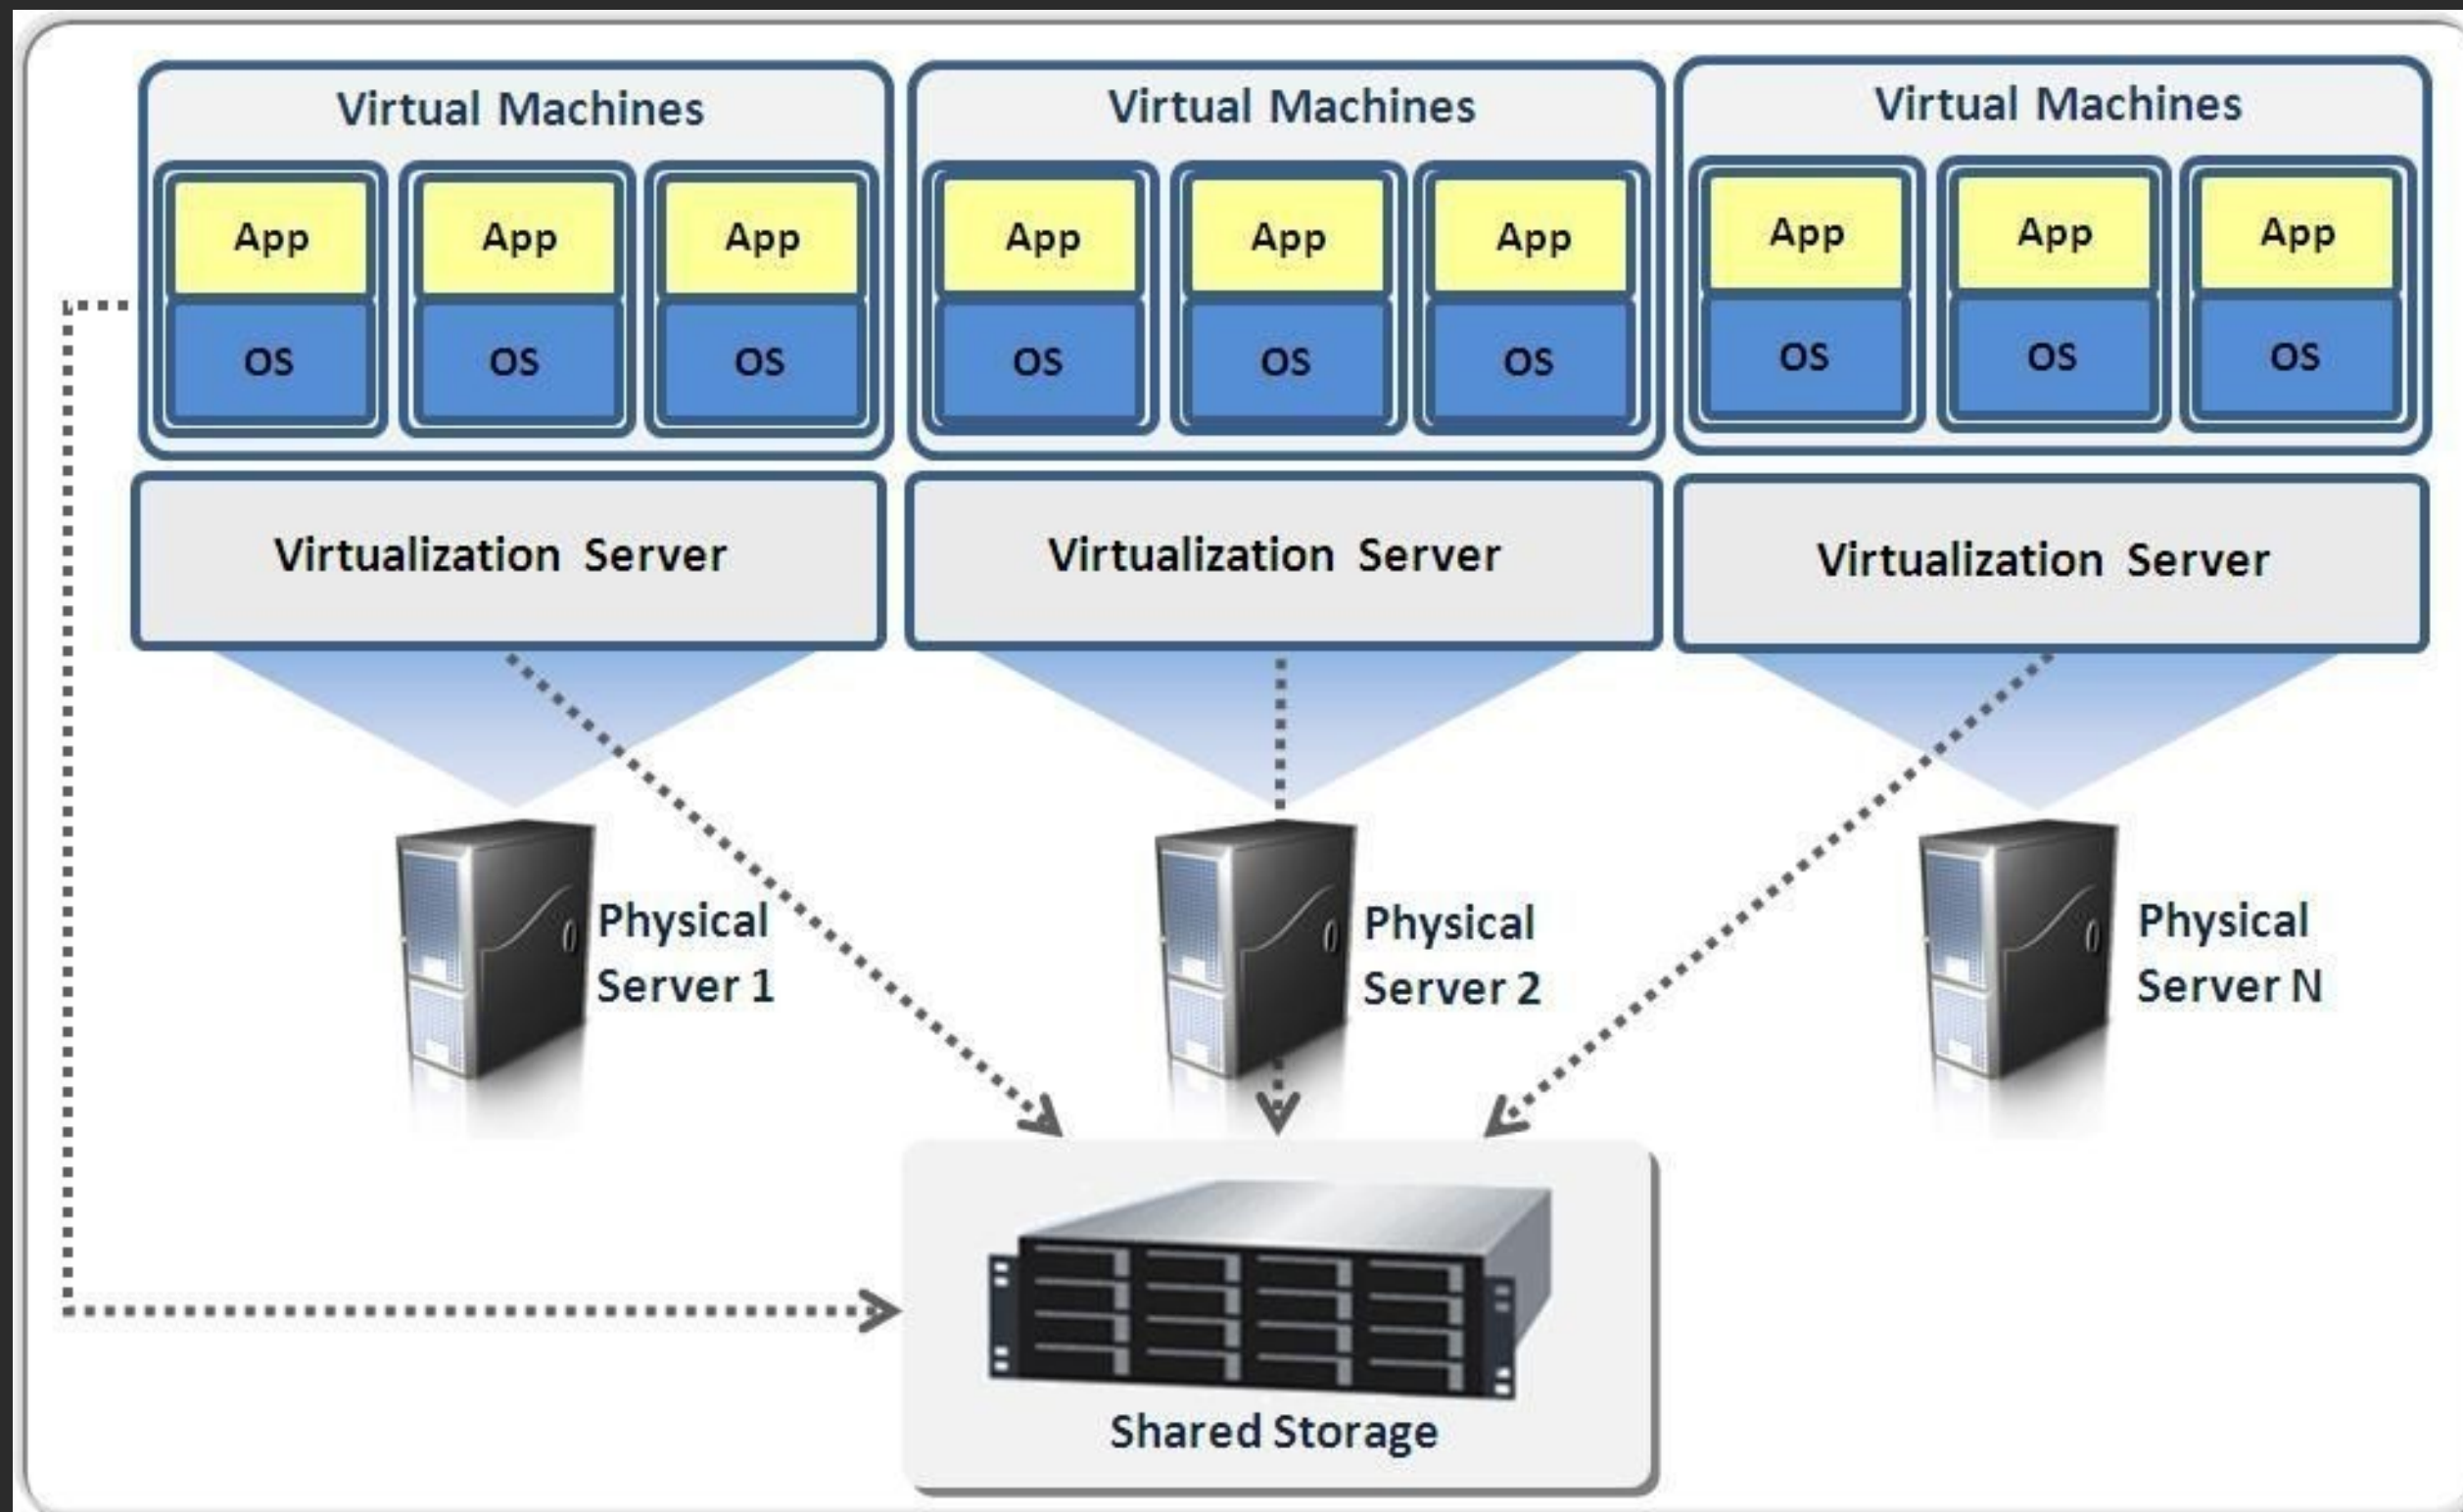 Virtual Machines
Virtual Machines
Virtual Machines
App App App App App App App App App
OS OS OS OS OS OS OS OS OS
Virtualization Server
Virtualization Server
Virtualization Server
Physical
Server 1
Physical
Server 2
Physical
Server N
Shared Storage